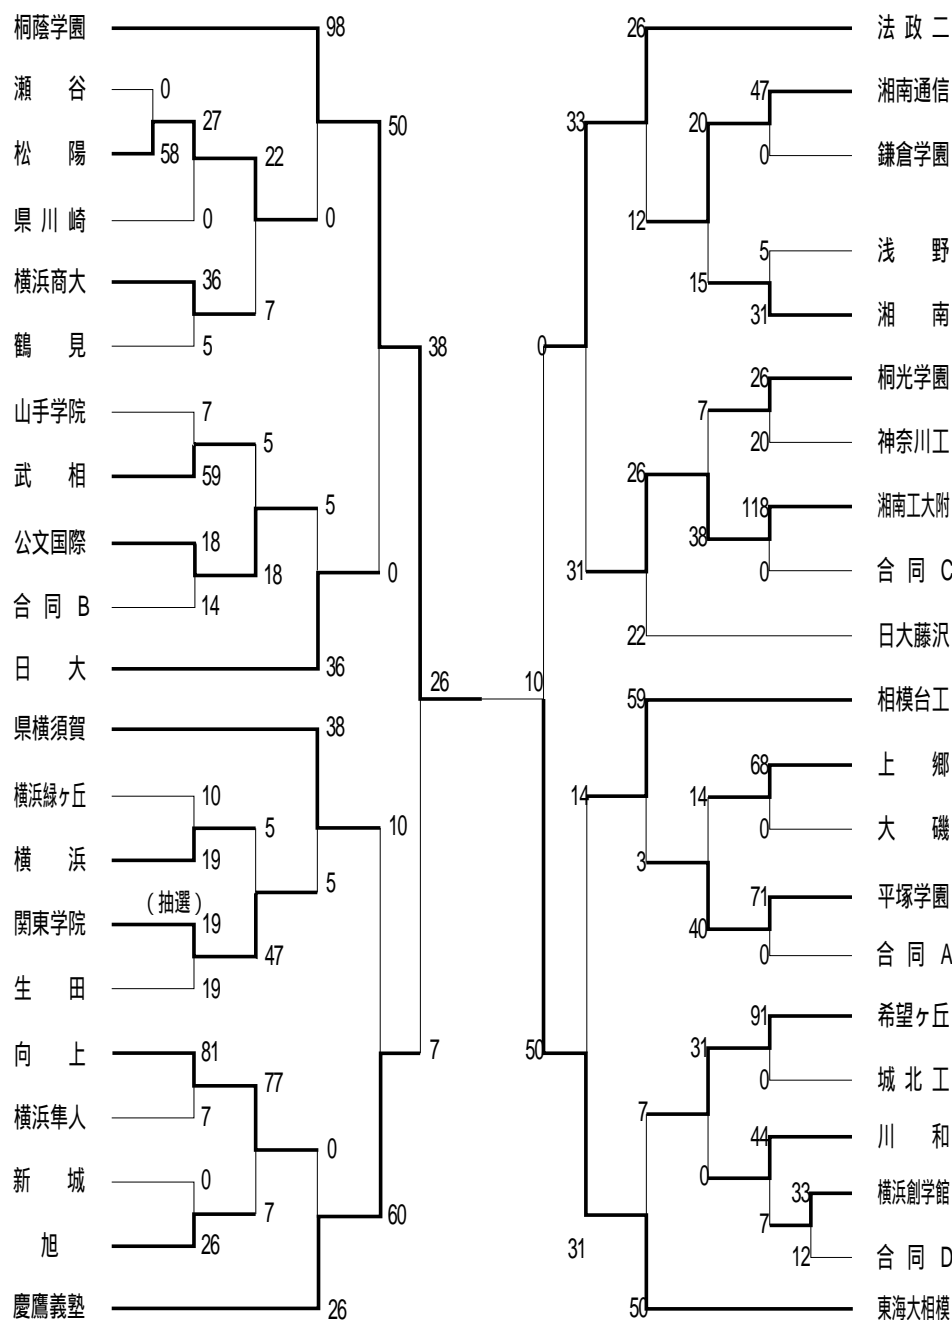 桐蔭学園 98
瀬谷 0
27
松陽 58
22
50
県川崎 0
0
横浜商大 36
7
鶴見 5
38
山手学院 7
5
武相 59
5
公文国際 18
18
0
合同B 14
日大 36
26
県横須賀 38
横浜緑ヶ丘 10
5
10
横浜 19
5
(抽選)
関東学院 19
47
生田 19
向上 81
77
7
横浜隼人 7
0
新城 0
7
60
旭 26
慶鷹義塾 26
26 法政二
47 湘南通信
33
20
0 鎌倉学園
12
5 浅野
15
31 湘南
0
26 桐光学園
7
20 神奈川工
26
118 湘南工大附
38
31
0 合同C
22 日大藤沢
10
59 相模台工
68 上郷
14
14
0 大磯
3
71 平塚学園
40
0 合同A
91 希望ヶ丘
31
50
0 城北工
7
44 川和
0
33 横浜創学館
7
31
12 合同D
50 東海大相模